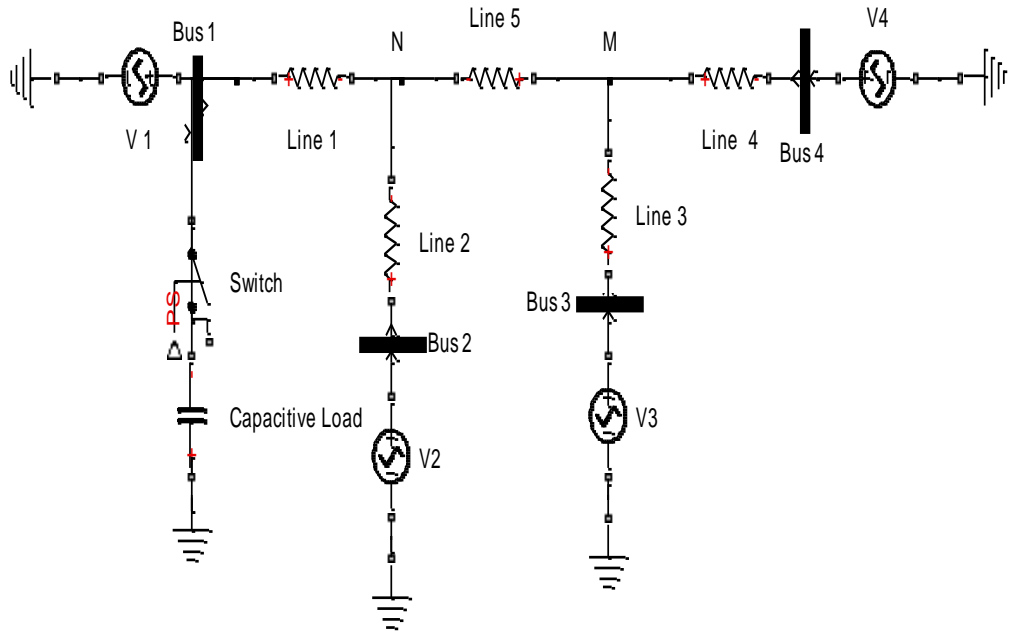 Line 5
V4
Bus 1
N
M
V 1
Line 1
Line 4
Bus 4
Line 2
Line 3
Switch
PS
Bus 3
Bus 2
Capacitive Load
V3
V2